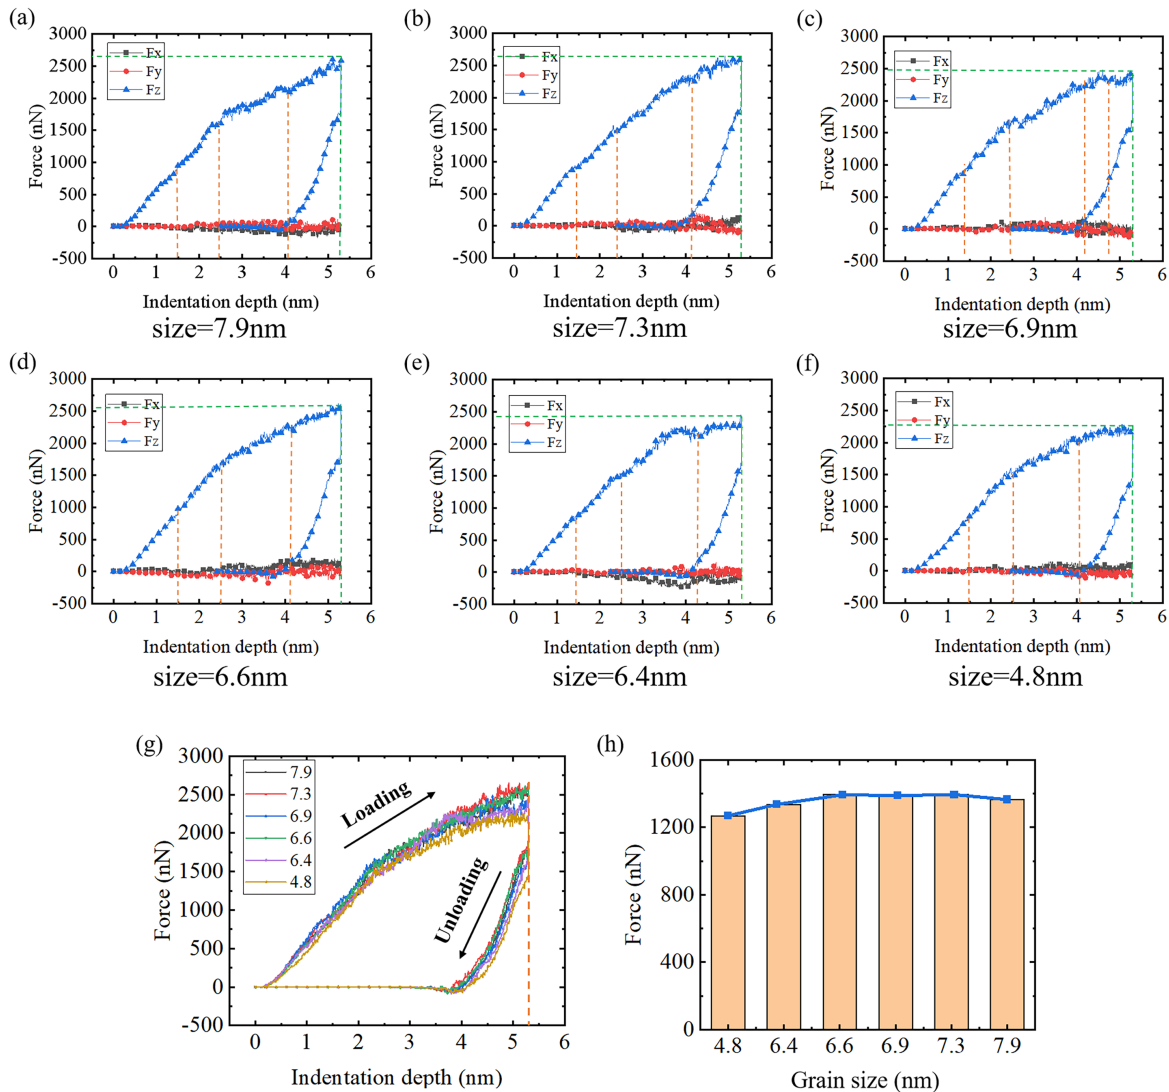 (a)
3000
2500
2000
1500
1000
500
0
-500
Force (nN)
Fx
Fy
Fz
0 1 2 3 4 5 6
Indentation depth (nm)
size=7.9nm
(b)
3000
2500
2000
1500
1000
500
0
-500
Force (nN)
Fx
Fy
Fz
0 1 2 3 4 5 6
Indentation depth (nm)
size=7.3nm
(c)
3000
2500
2000
1500
1000
500
0
-500
Force (nN)
Fx
Fy
Fz
0 1 2 3 4 5 6
Indentation depth (nm)
size=6.9nm
(d)
3000
2500
2000
1500
1000
500
0
-500
Force (nN)
Fx
Fy
Fz
0 1 2 3 4 5 6
Indentation depth (nm)
size=6.6nm
(e)
3000
2500
2000
1500
1000
500
0
-500
Force (nN)
Fx
Fy
Fz
0 1 2 3 4 5 6
Indentation depth (nm)
size=6.4nm
(f)
3000
2500
2000
1500
1000
500
0
-500
Force (nN)
Fx
Fy
Fz
0 1 2 3 4 5 6
Indentation depth (nm)
size=4.8nm
(g)
3000
2500
2000
1500
1000
500
0
-500
Force (nN)
7.9
7.3
6.9
6.6
6.4
4.8
Loading
Unloading
0 1 2 3 4 5 6
Indentation depth (nm)
(h)
1600
1200
800
400
0
Force (nN)
4.8 6.4 6.6 6.9 7.3 7.9
Grain size (nm)